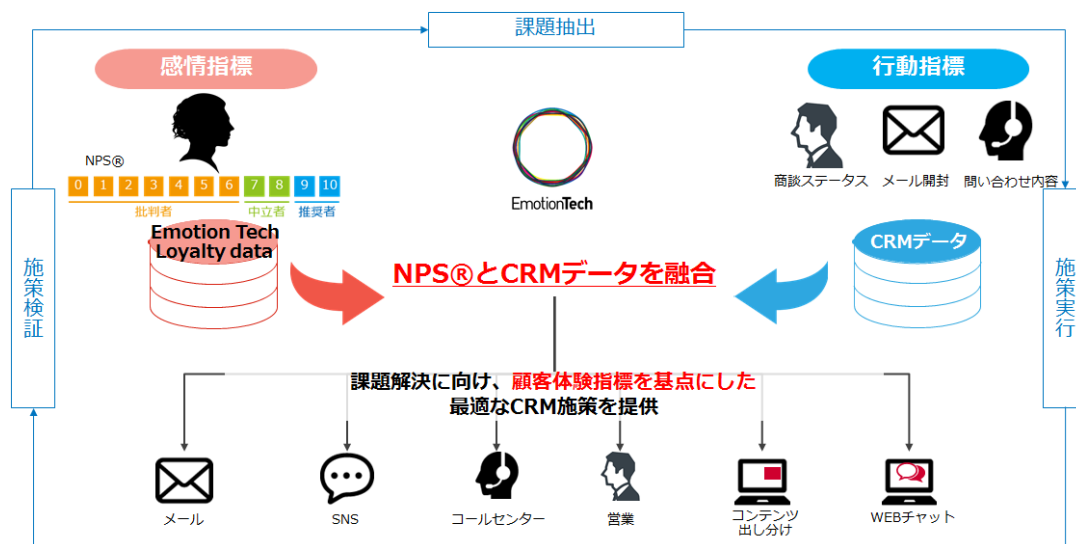 課題抽出
感情指標
行動指標
NPS®
0 1 2 3 4 5 6 7 8 9 10
批判者 中立者 推奨者
EmotionTech
商談ステータス メール開封 問い合わせ内容
Emotion Tech
Loyalty data
CRMデータ
施策検証
NPS®とCRMデータを融合
施策実行
課題解決に向け、顧客体験指標を基点にした
最適なCRM施策を提供
メール
SNS
コールセンター
営業
コンテンツ
出し分け
WEBチャット